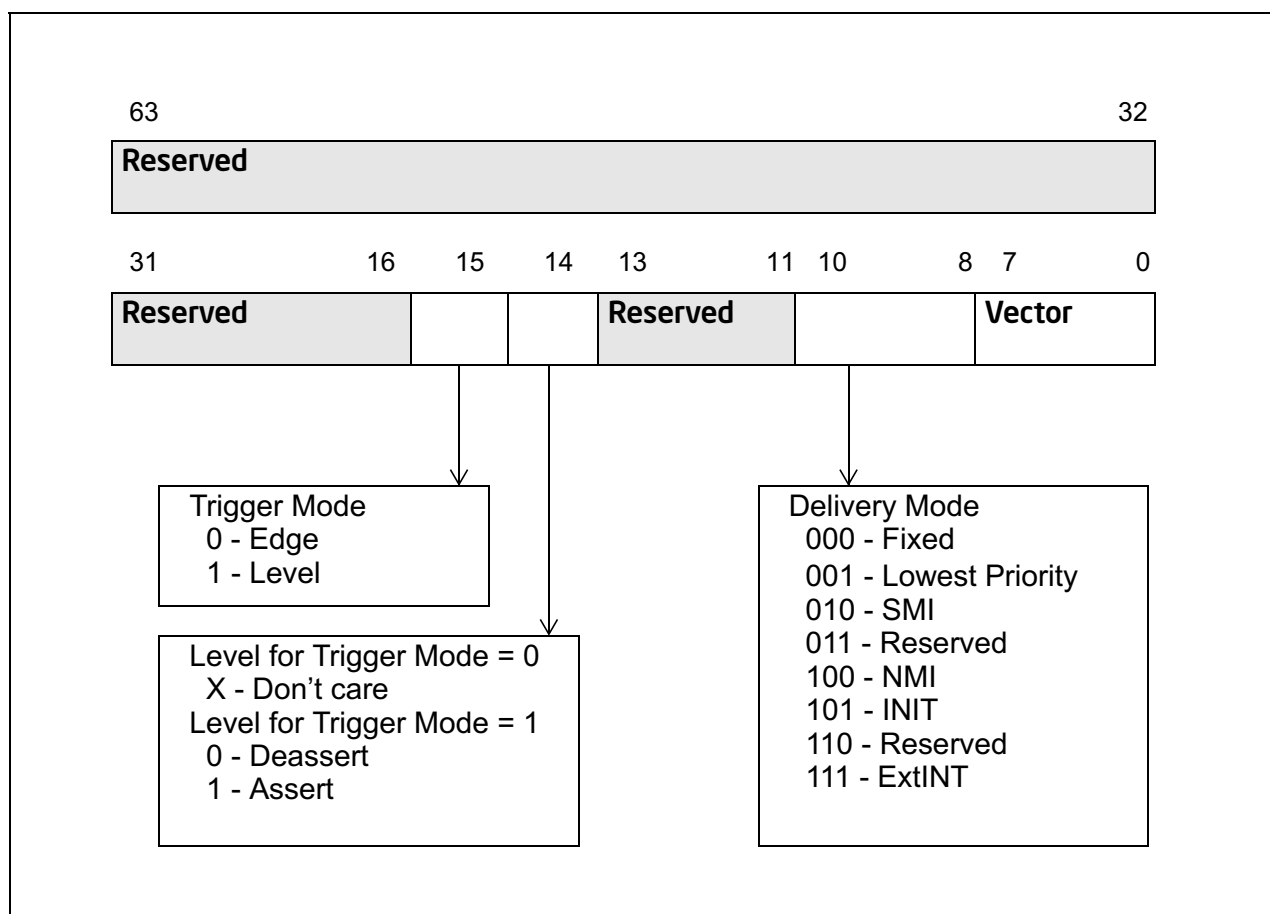 63 32
Reserved
31 16 15 14 13 11 10 8 7 0
Reserved Reserved Vector
Trigger Mode
0 - Edge
1 - Level
Level for Trigger Mode = 0
X - Don’t care
Level for Trigger Mode = 1
0 - Deassert
1 - Assert
Delivery Mode
000 - Fixed
001 - Lowest Priority
010 - SMI
011 - Reserved
100 - NMI
101 - INIT
110 - Reserved
111 - ExtINT